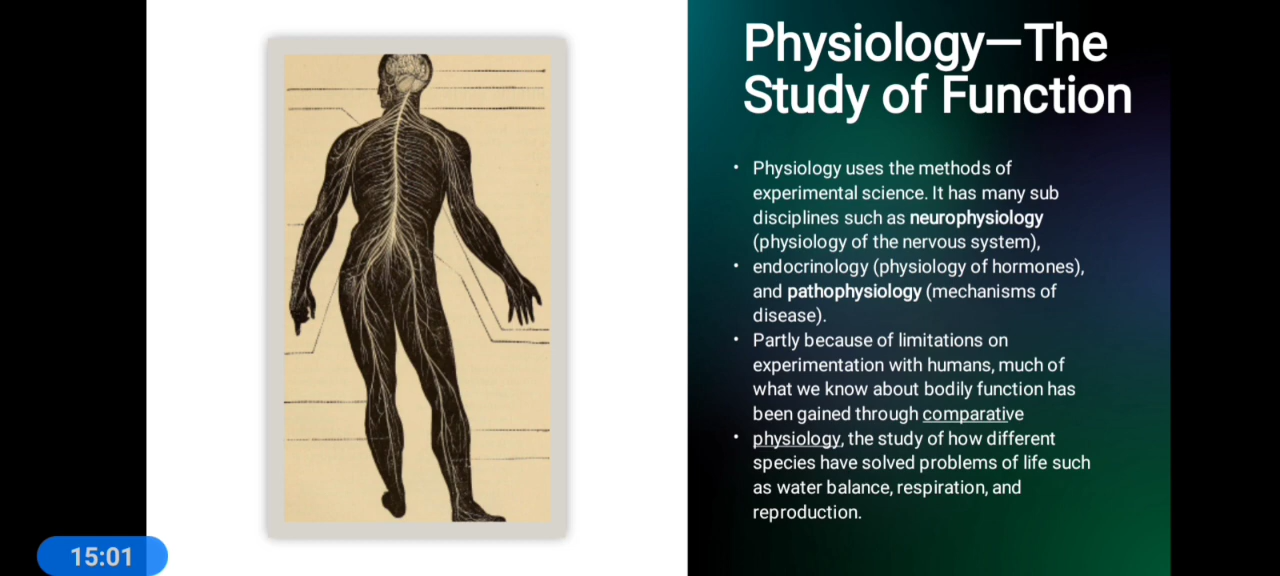 Physiology—The
Study of Function
• Physiology uses the methods of
experimental science. It has many sub
disciplines such as neurophysiology
(physiology of the nervous system),
• endocrinology (physiology of hormones),
and pathophysiology (mechanisms of
disease).
• Partly because of limitations on
experimentation with humans, much of
what we know about bodily function has
been gained through comparative
• physiology, the study of how different
species have solved problems of life such
as water balance, respiration, and
reproduction.
15:01